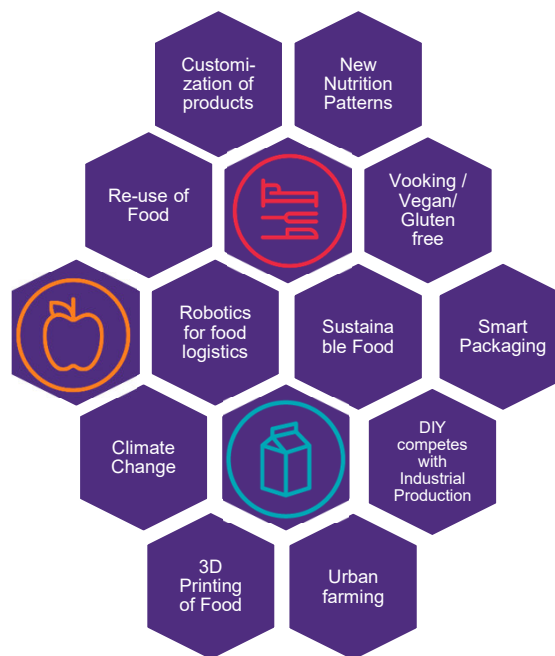 Customi-
zation of
products
New
Nutrition
Patterns
Re-use of
Food
Vooking /
Vegan/
Gluten
free
Robotics
for food
logistics
Sustaina
ble Food
Smart
Packaging
Climate
Change
DIY
competes
with
Industrial
Production
3D
Printing
of Food
Urban
farming